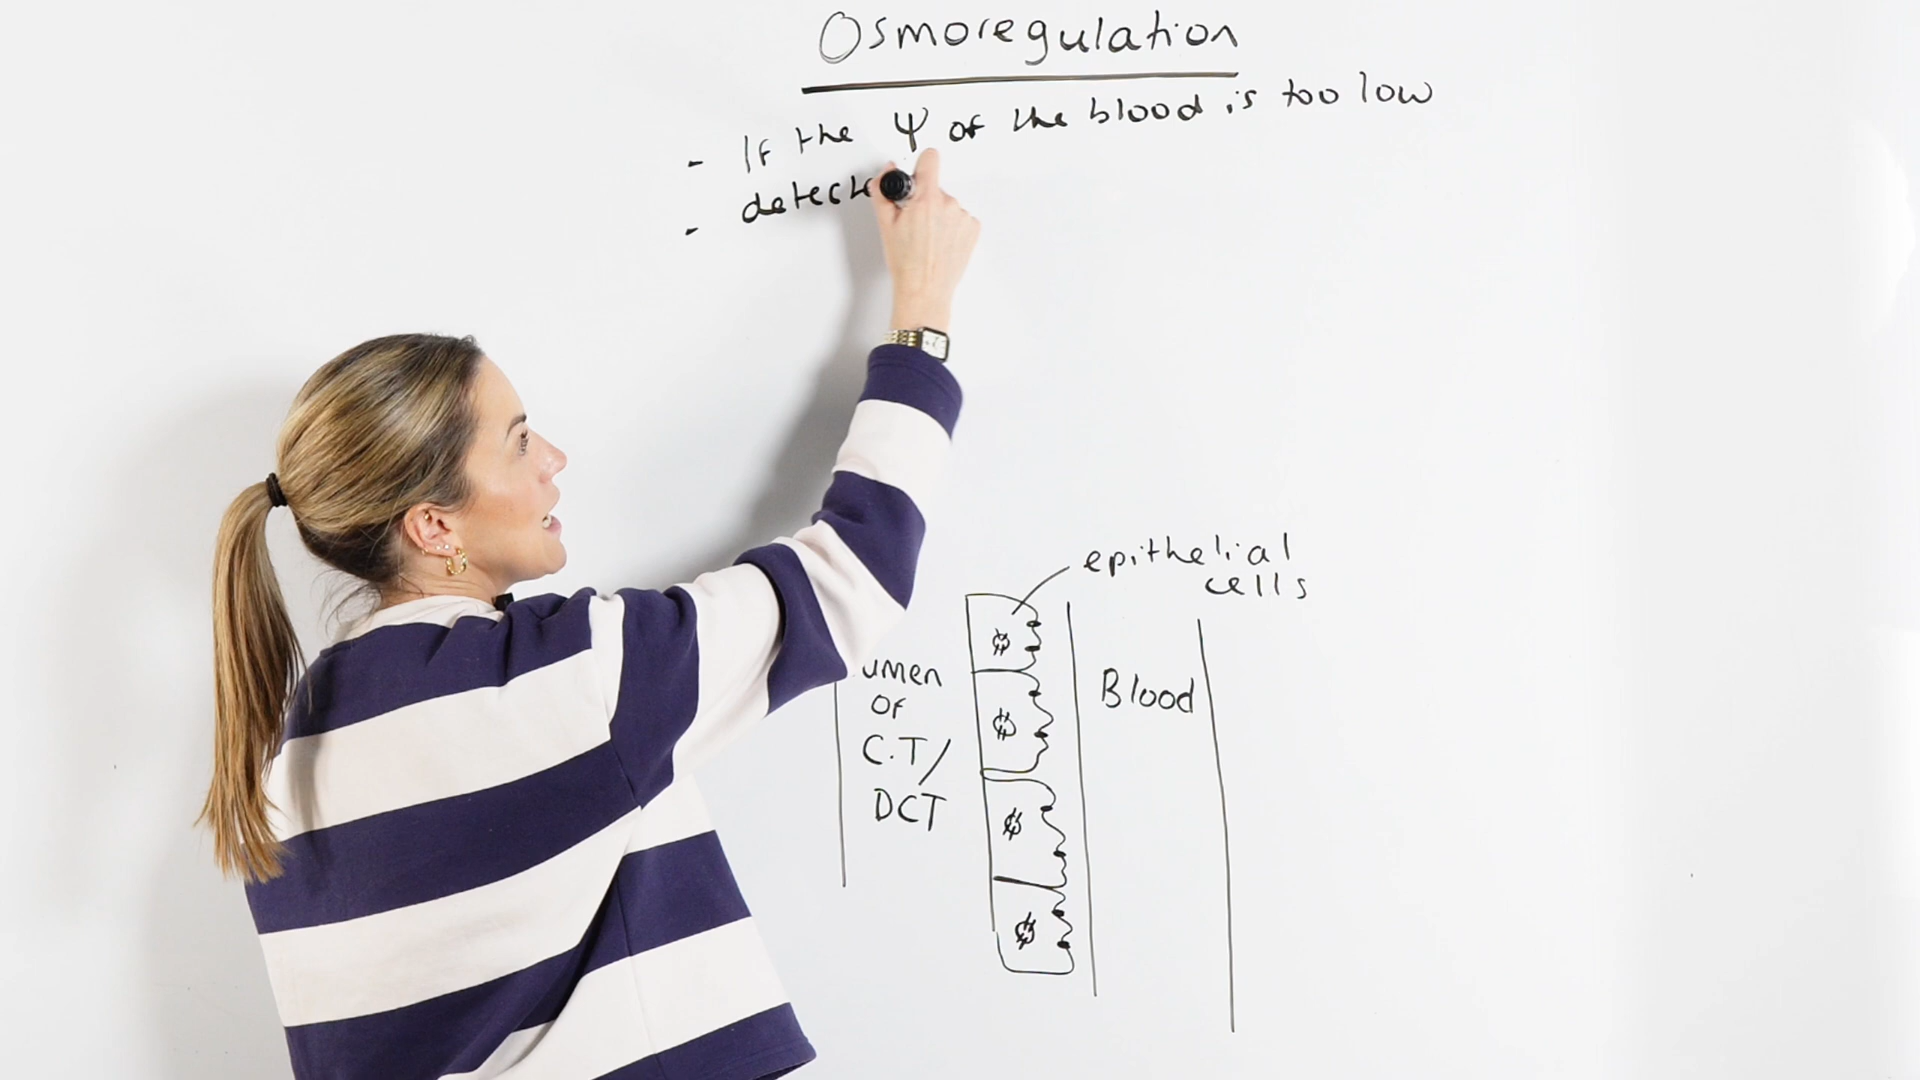 Osmoregulation
- If the Ψ of the blood is too low
- detect
epithelial
cells
umen
Of
C.T/
DCT
Blood